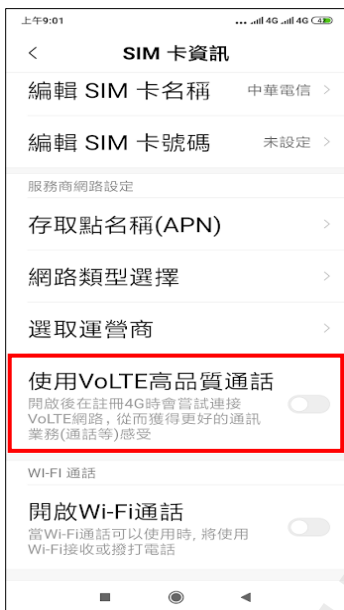 上午9:01
... 4G 4G 42
SIM 卡資訊
編輯 SIM 卡名稱 中華電信
編輯 SIM 卡號碼 未設定
服務商網路設定
存取點名稱(APN)
網路類型選擇
選取運營商
使用VoLTE高品質通話
開啟後在註冊4G時會嘗試連接
VoLTE網路，從而獲得更好的通訊
業務(通話等)感受
WI-FI 通話
開啟Wi-Fi通話
當Wi-Fi通話可以使用時, 將使用
Wi-Fi接收或撥打電話